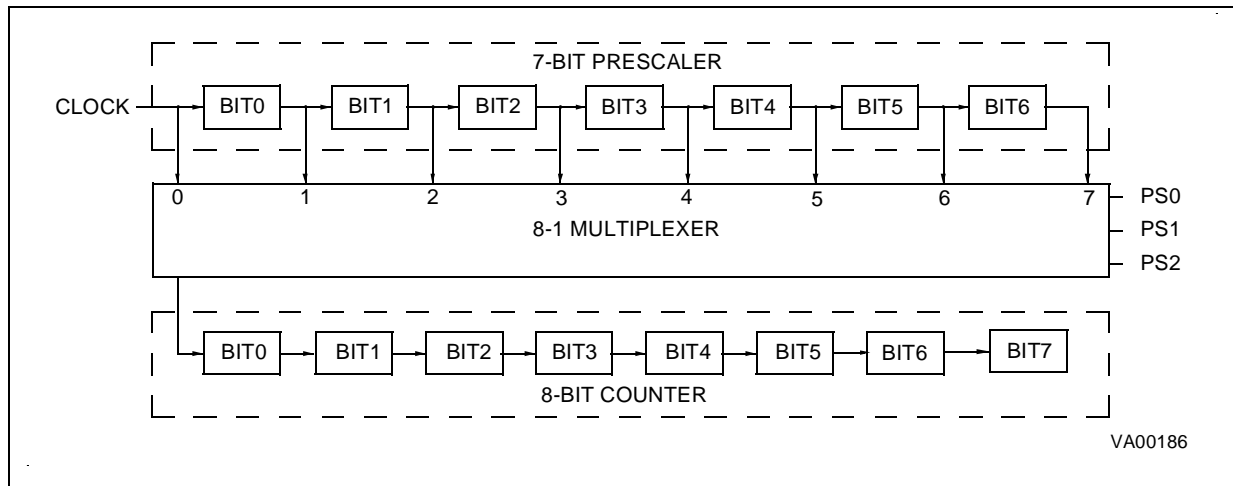 7-BIT PRESCALER
CLOCK BIT0 BIT1 BIT2 BIT3 BIT4 BIT5 BIT6
0 1 2 3 4 5 6 7 PS0
8-1 MULTIPLEXER PS1
PS2
BIT0 BIT1 BIT2 BIT3 BIT4 BIT5 BIT6 BIT7
8-BIT COUNTER
VA00186